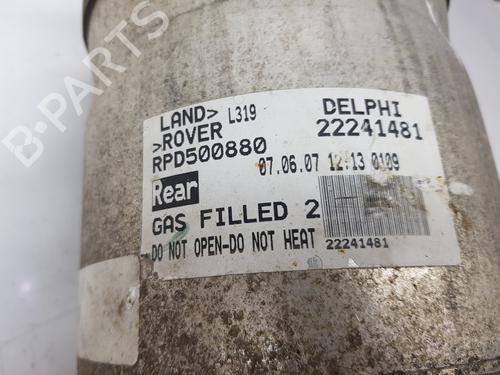 B-PARTS
LAND> L319
>ROVER
RPD500880
DELPHI
22241481
07.06.07 12:13 0109
Rear
GAS FILLED 2
DO NOT OPEN-DO NOT HEAT
22241481